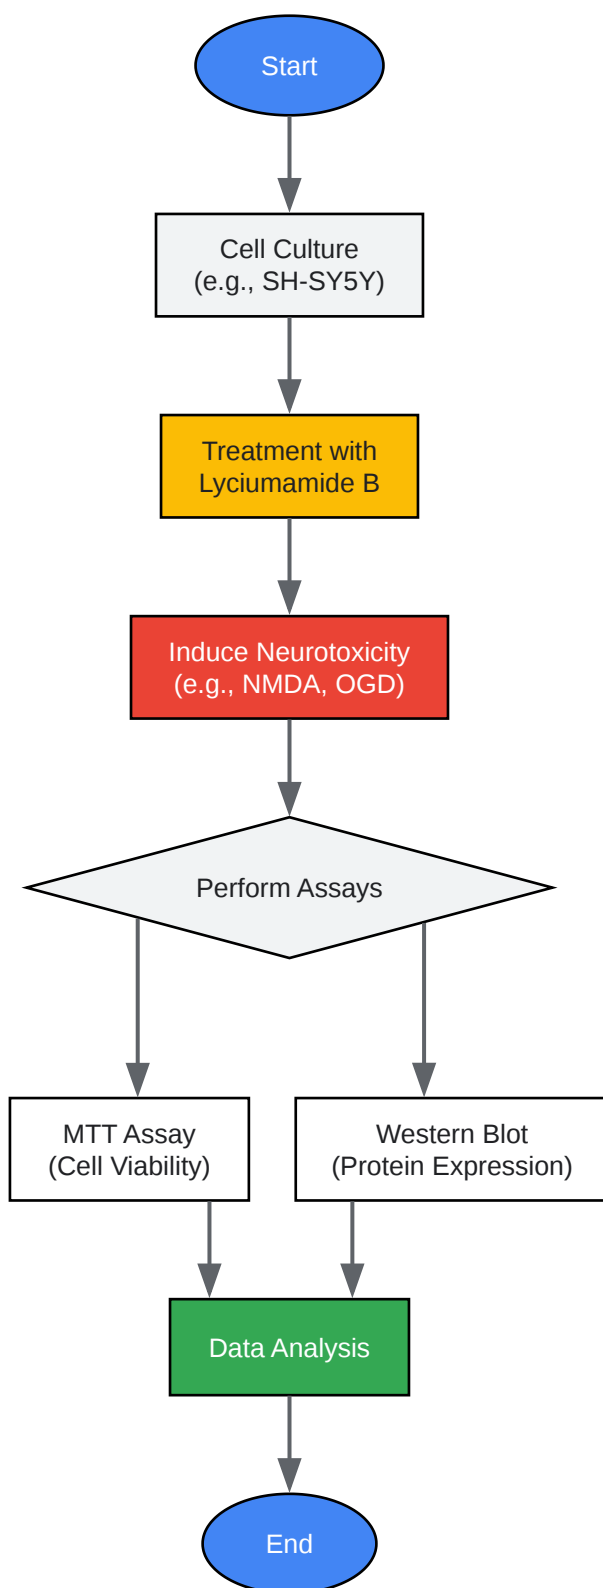 Start
Cell Culture
(e.g., SH-SY5Y)
Treatment with
Lyciumamide B
Induce Neurotoxicity
(e.g., NMDA, OGD)
Perform Assays
MTT Assay
(Cell Viability)
Western Blot
(Protein Expression)
Data Analysis
End